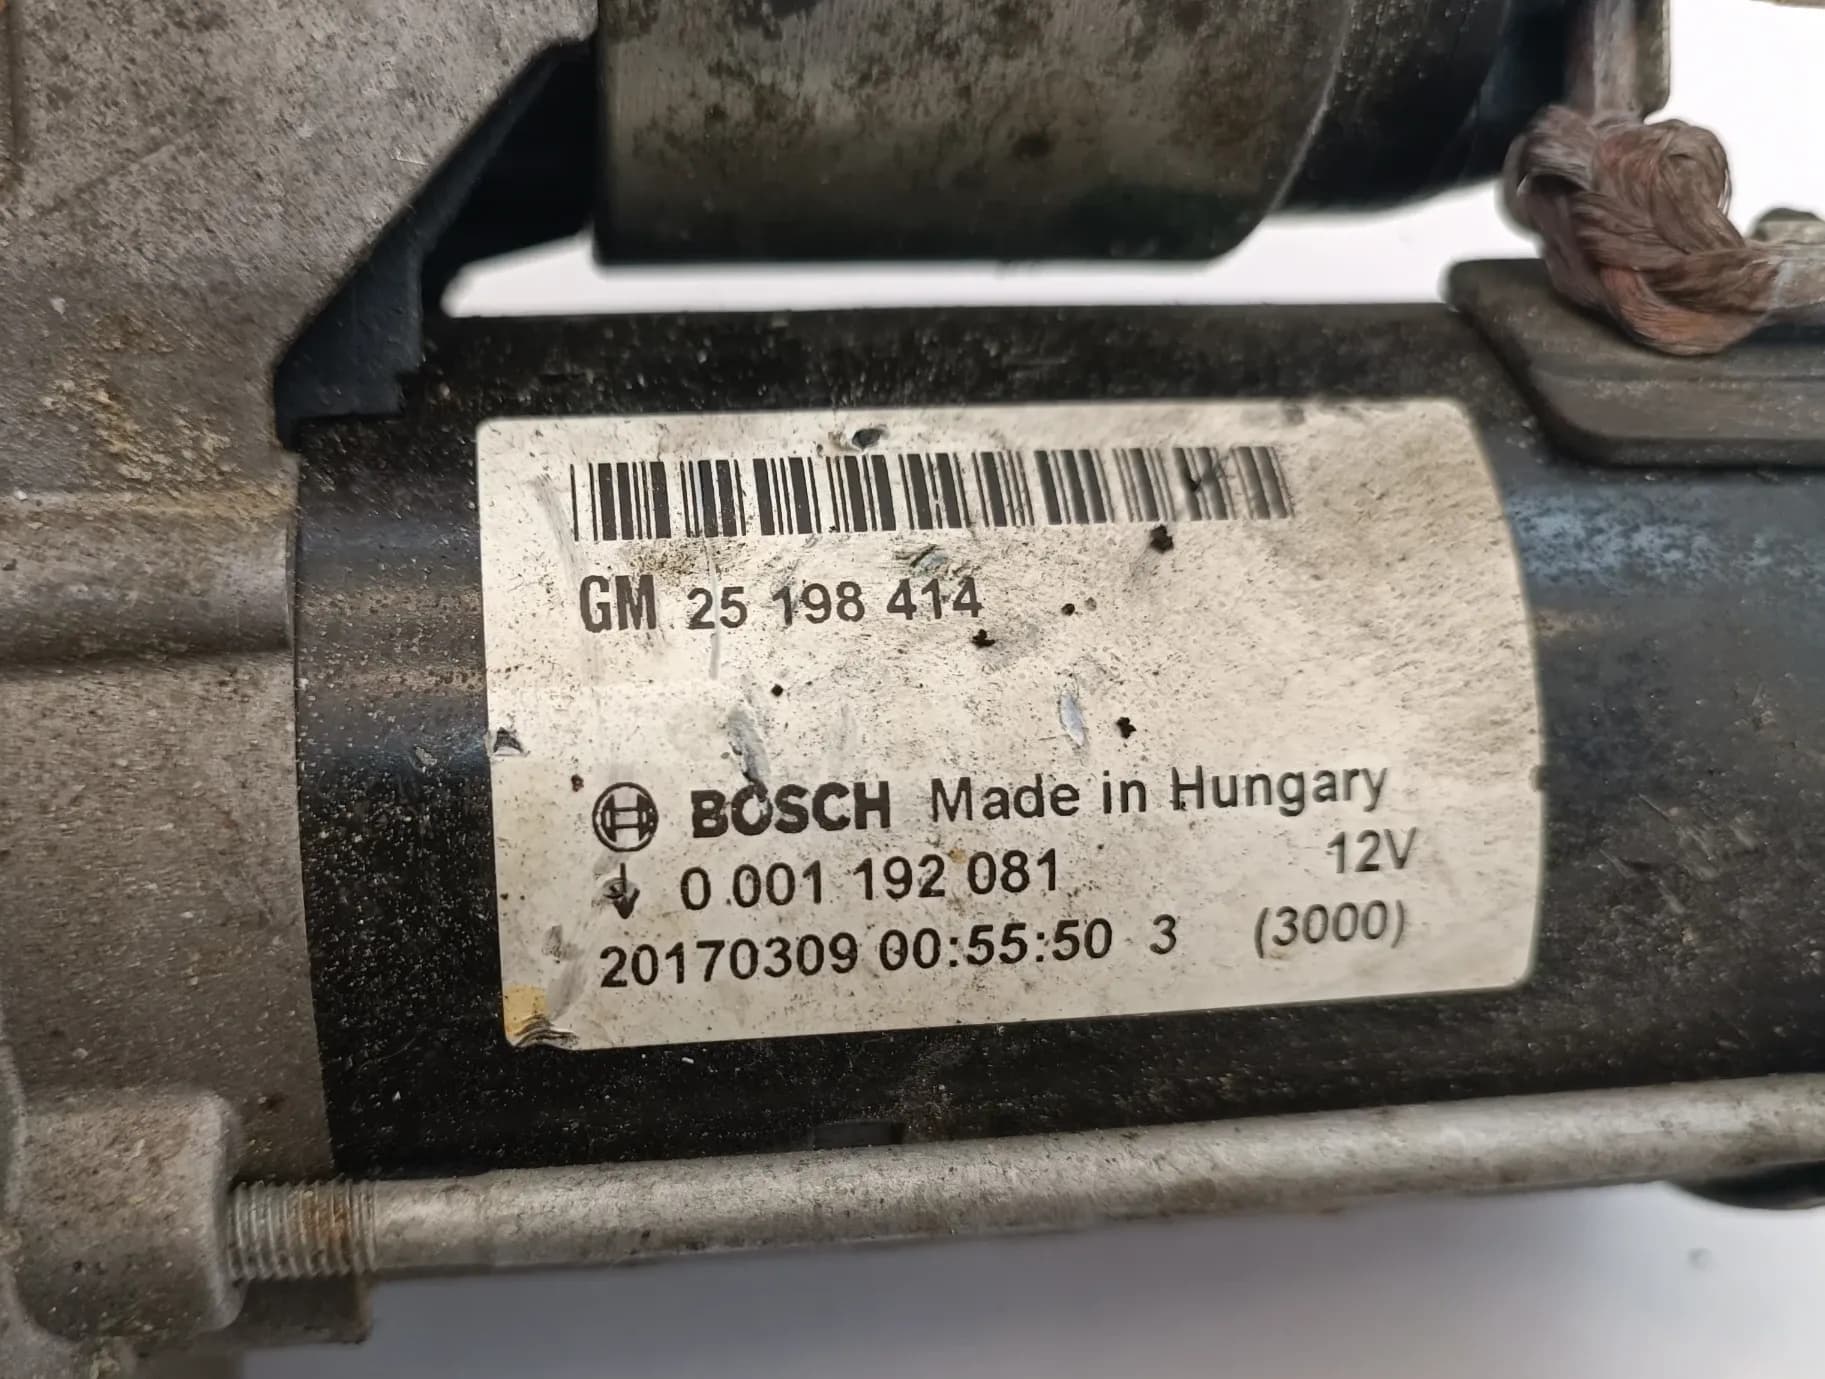 GM 25 198 414
BOSCH Made in Hungary
0 001 192 081 12V
20170309 00:55:50 3 (3000)